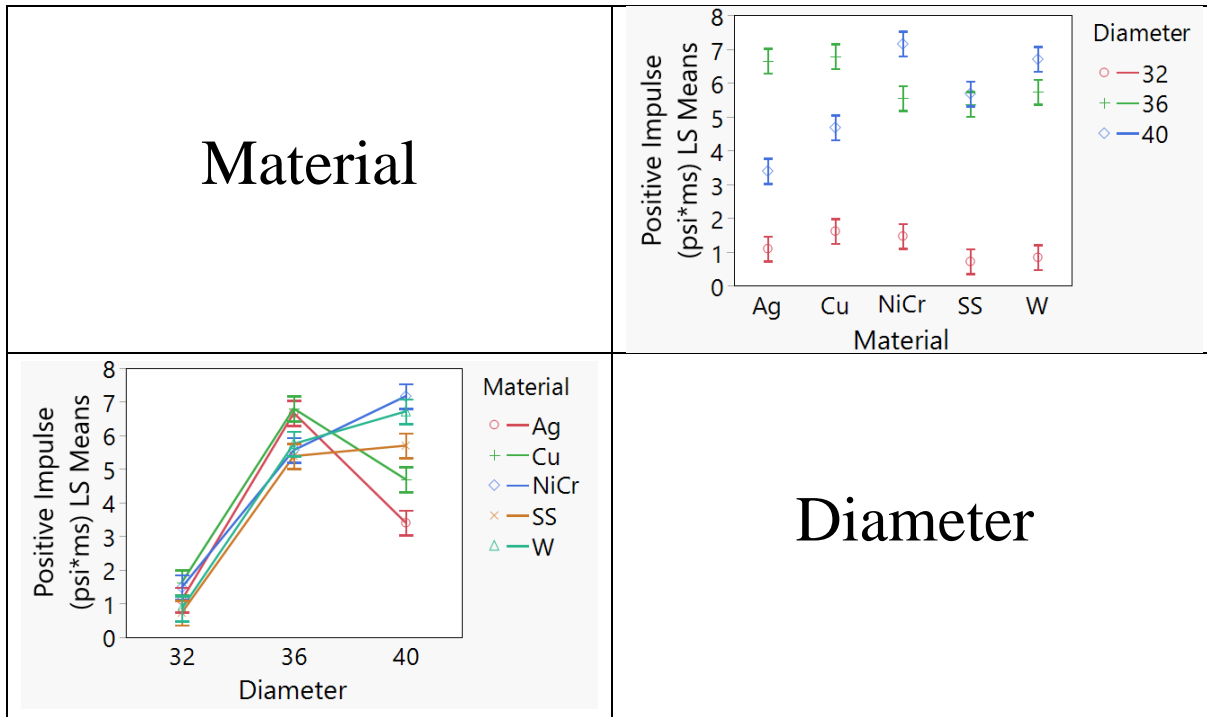 Material
8
7
6
5
4
3
2
1
0
Positive Impulse
(psi*ms) LS Means
Ag Cu NiCr SS W
Material
Diameter
32
36
40
8
7
6
5
4
3
2
1
0
Positive Impulse
(psi*ms) LS Means
32 36 40
Diameter
Material
Ag
Cu
NiCr
SS
W
Diameter